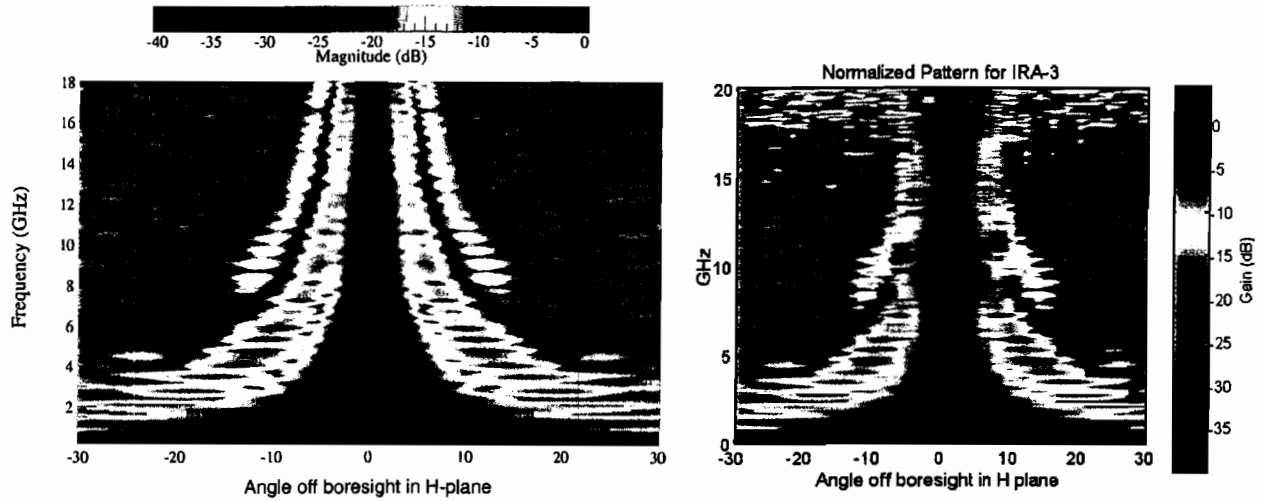 -40 -35 -30 -25 -20 -15 -10 -5 0
Magnitude (dB)
18
16
14
12
10
8
6
4
2
Frequency (GHz)
-30 -20 -10 0 10 20 30
Angle off boresight in H-plane
Normalized Pattern for IRA-3
20
15
10
5
0
GHz
-30 -20 -10 0 10 20 30
Angle off boresight in H plane
0
-5
-10
-15
-20
-25
-30
-35
Gain (dB)